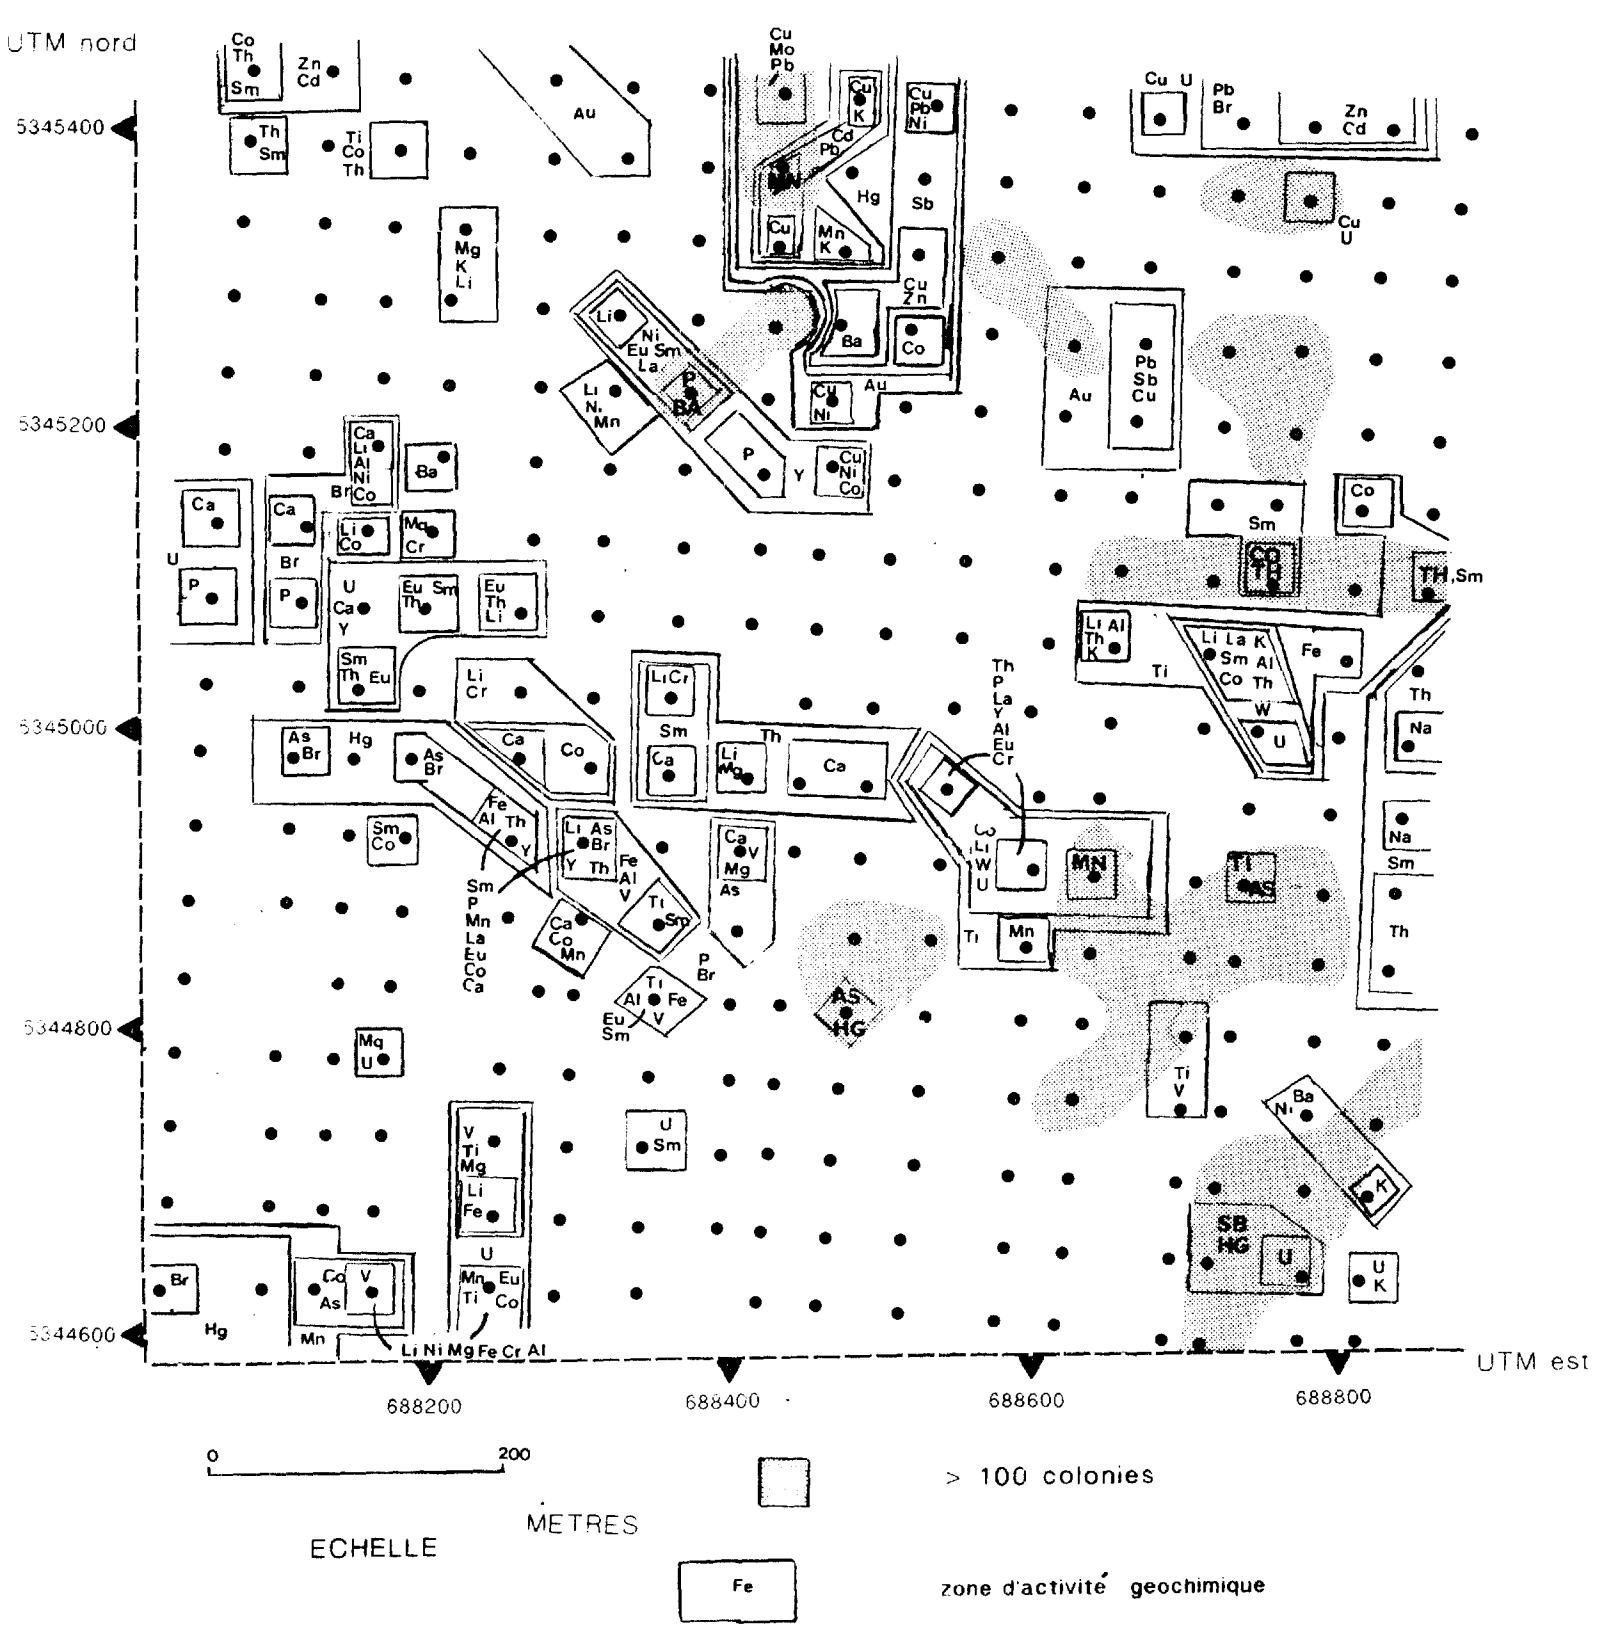 UTM nord
Co
Th
Sm
Zn
Cd
Au
Cu
Mo
Pb
Cu
K
Cu
Pb
Ni
Cu U
Pb
Br
Zn
Cd
5345400
Th
Sm
Ti
Co
Th
Cd
Pb
MN
Hg
Sb
Cu
U
Mg
K
Li
Cu
Mn
K
Cu
Zn
Li
Ni
Eu Sm
La
Ba
Co
Au
Cu
Ni
P
BA
Li
Ni
Mn
Au
Pb
Sb
Cu
5345200
Ca
Li
Al
Ni
Co
Br
Ba
P
Y
Cu
Ni
Co
Ca
U
P
Ca
Br
P
Li
Co
Mg
Cr
Sm
Co
CO
TH
TH,Sm
U
Ca
Y
Eu Sm
Th
Eu
Th
Li
Sm
Th Eu
Li Al
Th
K
Ti
Li La K
Sm Al
Co Th
W
U
Fe
Th
Na
Li
Cr
Li Cr
Sm
Ca
Th
P
La
Y
Al
Eu
Cr
5345000
As
Br
Hg
As
Br
Ca
Co
Li
Mg
Th
Ca
Fe
Al Th
Y
Sm
Co
Li As
Br
Y Th
Fe
Al
V
Ca
V
Mg
As
Li
W
U
MN
TI
AS
Na
Sm
Th
Sm
P
Mn
La
Eu
Co
Ca
Ti
Sm
Ca
Co
Mn
P
Br
Ti
Mn
Ti
Al Fe
V
Eu
Sm
AS
HG
5344800
Mg
U
Ti
V
Ba
Ni
K
V
Ti
Mg
Li
Fe
U
Mn Eu
Ti Co
U
Sm
SB
HG
U
U
K
Br
Hg
Co
As
V
Mn
5344600
Li Ni Mg Fe Cr Al
UTM est
688200
688400
688600
688800
0
200
METRES
ECHELLE
> 100 colonies
Fe
zone d'activité geochimique